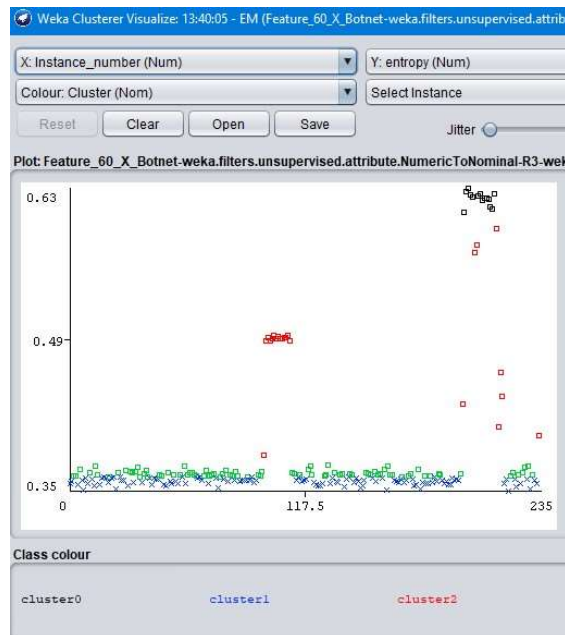 Weka Clusterer Visualize: 13:40:05 - EM (Feature_60_X_Botnet-weka.filters.unsupervised.attrib
X: Instance_number (Num) Y: entropy (Num)
Colour: Cluster (Nom) Select Instance
Reset Clear Open Save Jitter
Plot: Feature_60_X_Botnet-weka.filters.unsupervised.attribute.NumericToNominal-R3-wek
0.63
0.49
0.35
0 117.5 235
Class colour
cluster0 cluster1 cluster2